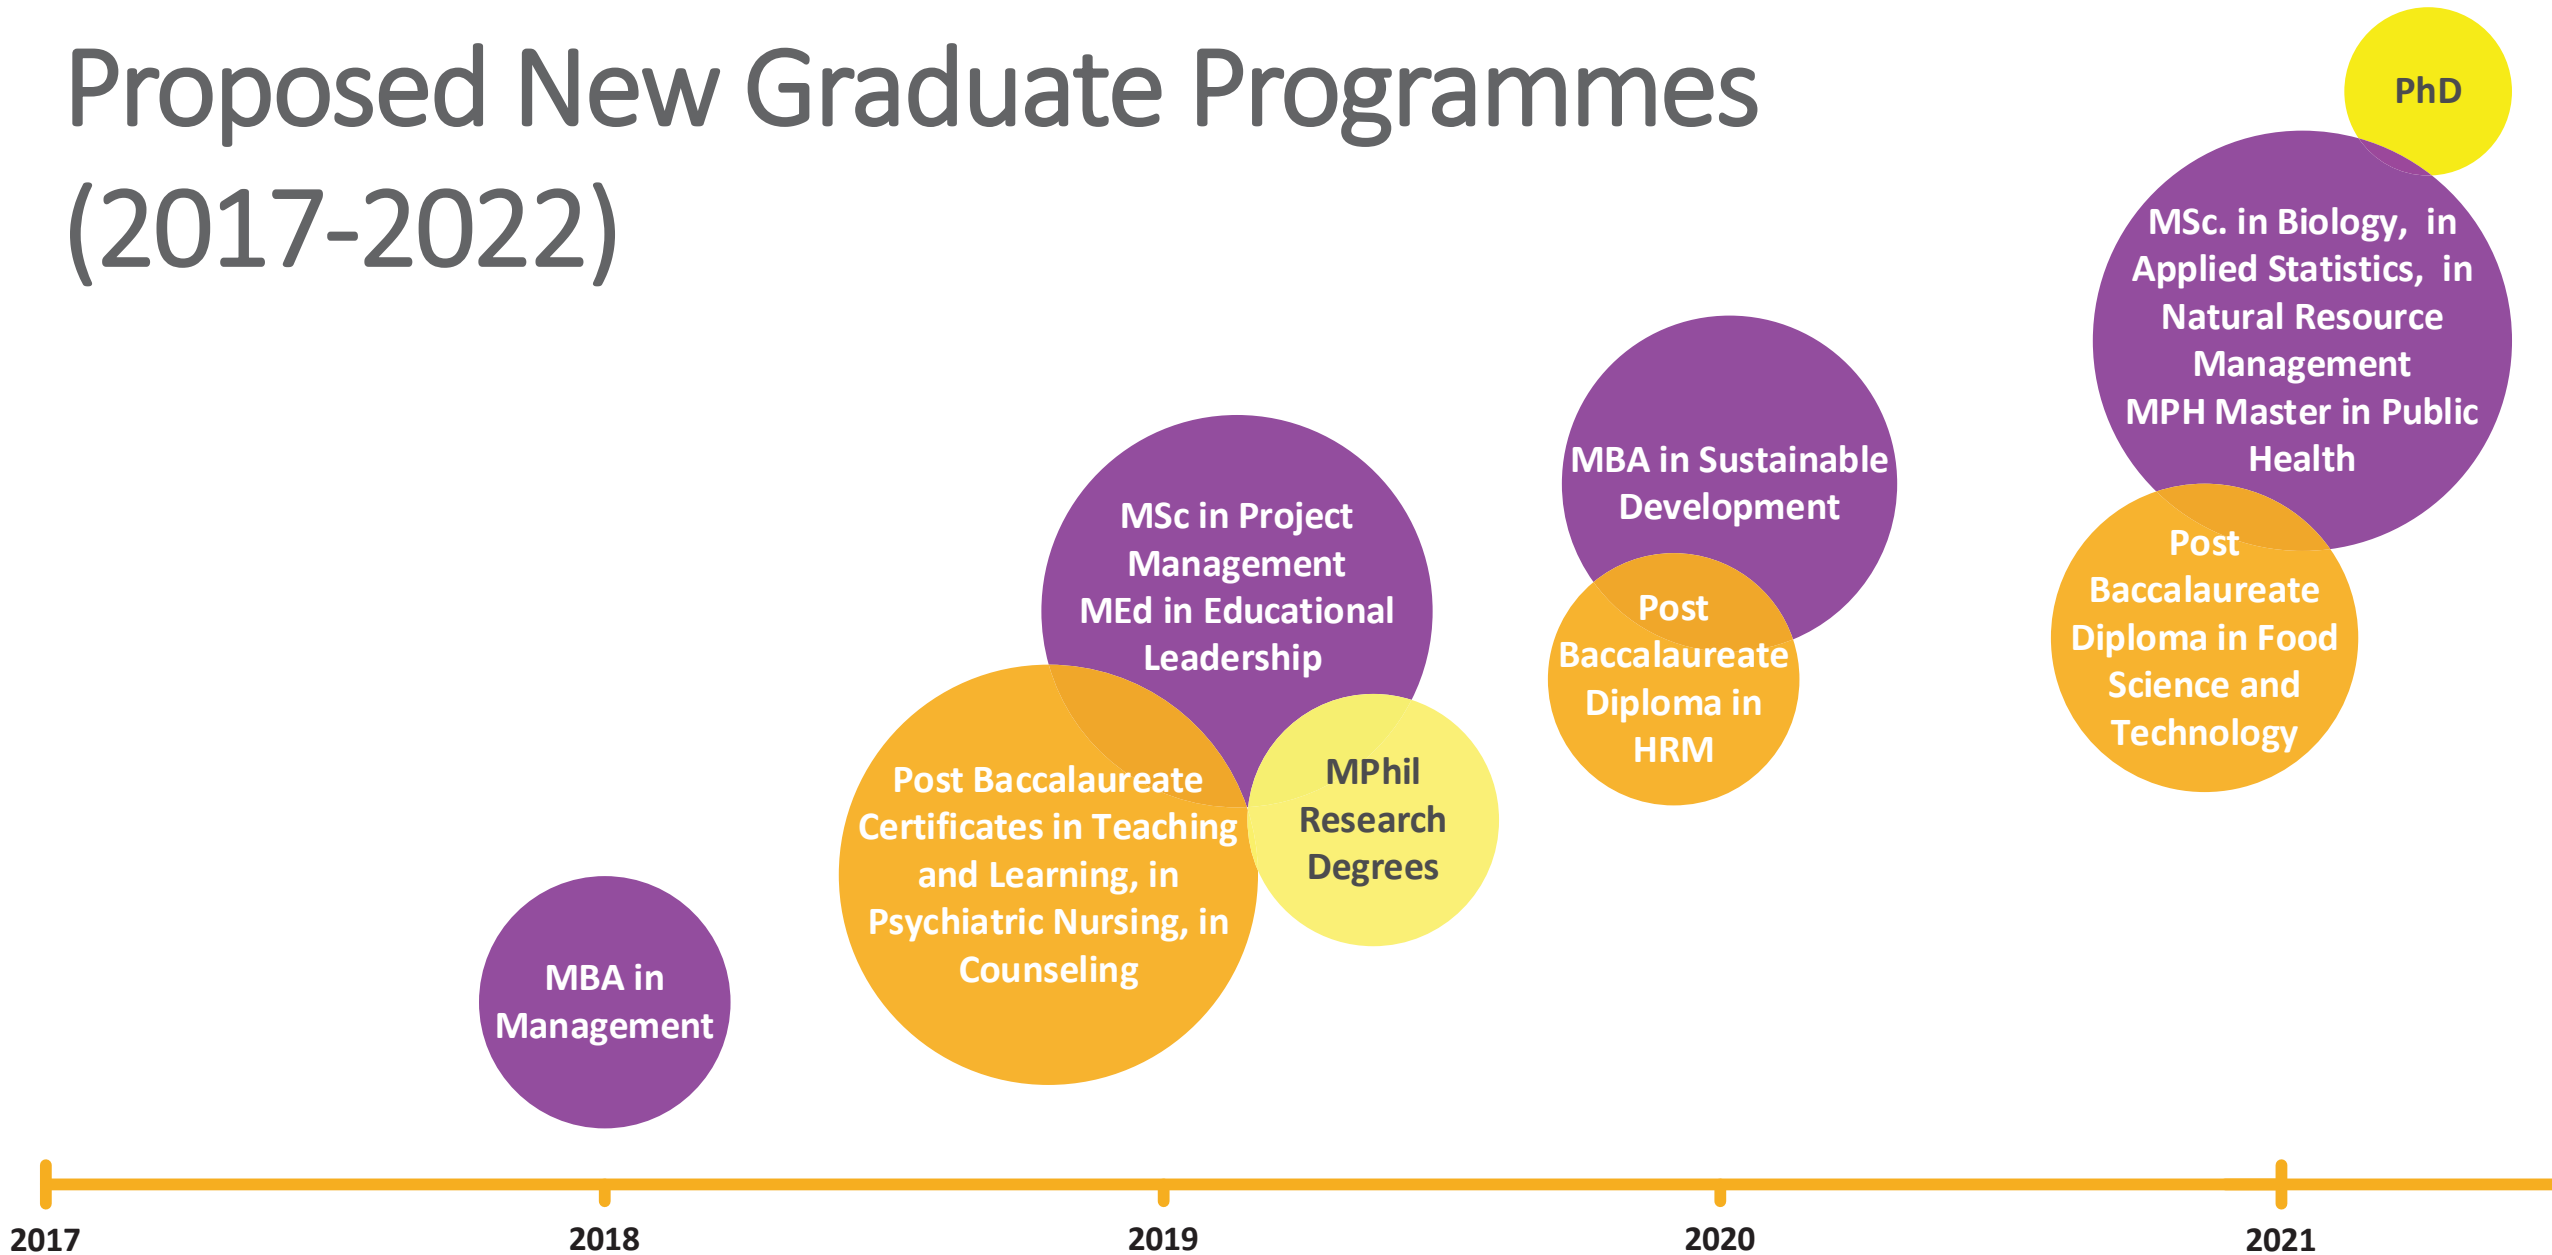 Proposed New Graduate Programmes
(2017-2022)
PhD
MSc. in Biology,  in
Applied Statistics,  in
Natural Resource
Management
MPH Master in Public
Health
Post
Baccalaureate
Diploma in Food
Science and
Technology
MBA in Sustainable
Development
Post
Baccalaureate
Diploma in
HRM
MSc in Project
Management
MEd in Educational
Leadership
Post Baccalaureate
Certificates in Teaching
and Learning, in
Psychiatric Nursing, in
Counseling
MPhil
Research
Degrees
MBA in
Management
2017
2018
2019
2020
2021